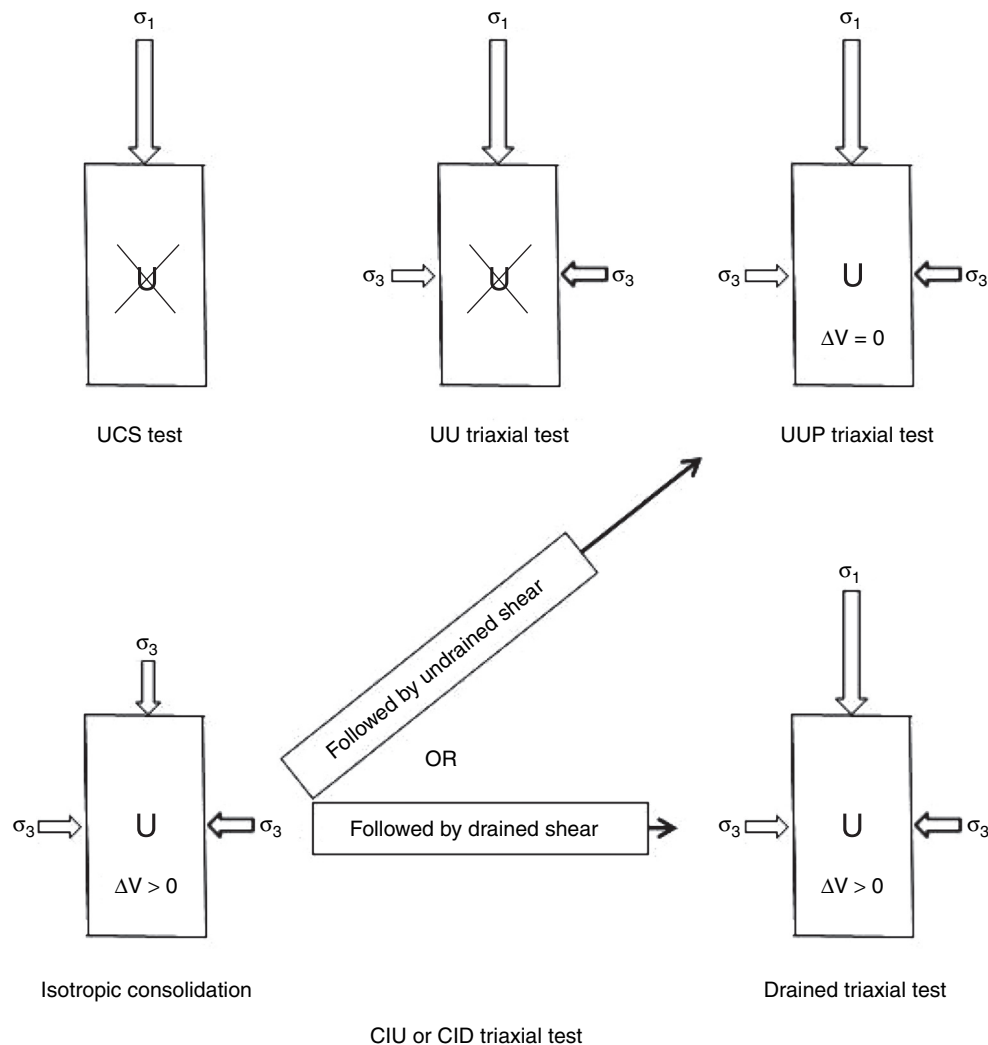 σ1
σ1
σ1
U
σ3
U
σ3
σ3
U
σ3
ΔV = 0
UCS test
UU triaxial test
UUP triaxial test
Followed by undrained shear
σ1
σ3
OR
σ3
U
σ3
Followed by drained shear
σ3
U
σ3
ΔV > 0
ΔV > 0
Isotropic consolidation
Drained triaxial test
CIU or CID triaxial test